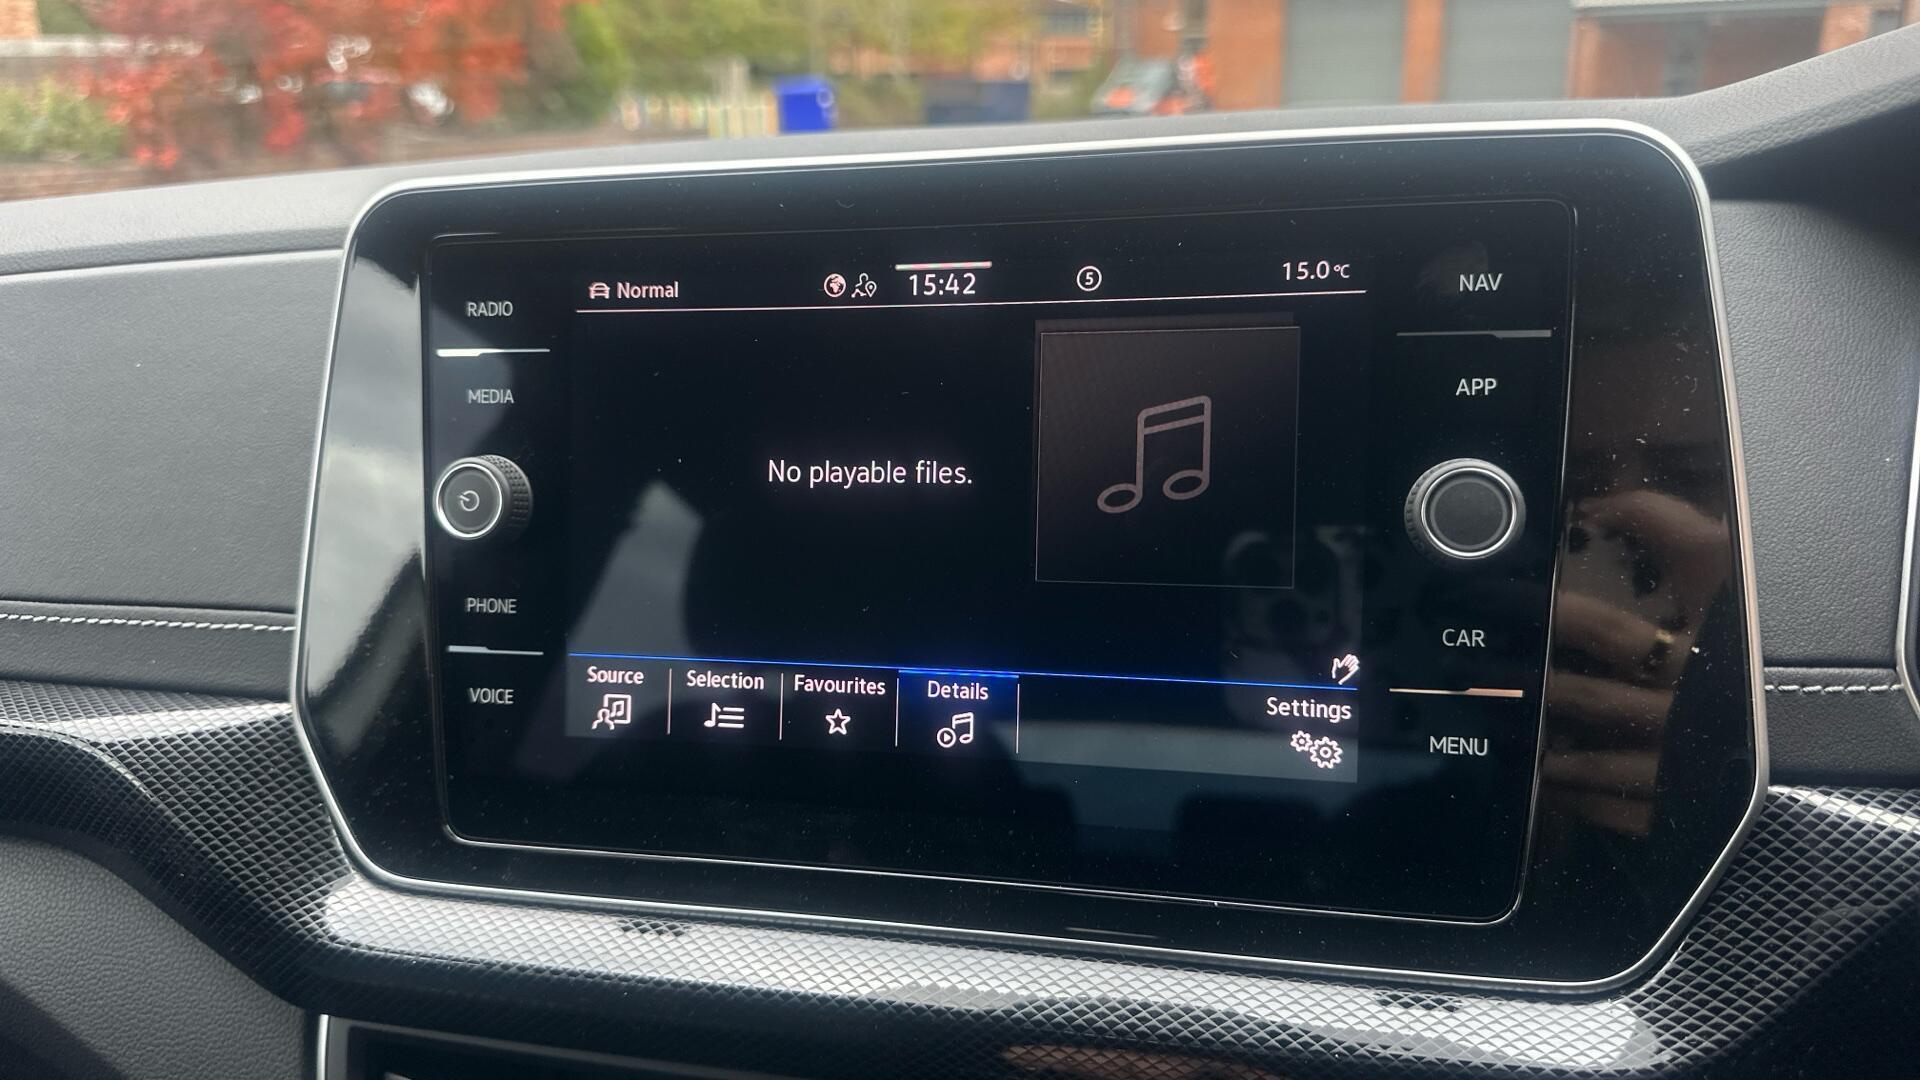 RADIO
MEDIA
PHONE
VOICE
Normal
15:42
5
15.0°C
No playable files.
Source
Selection
Favourites
Details
Settings
NAV
APP
CAR
MENU